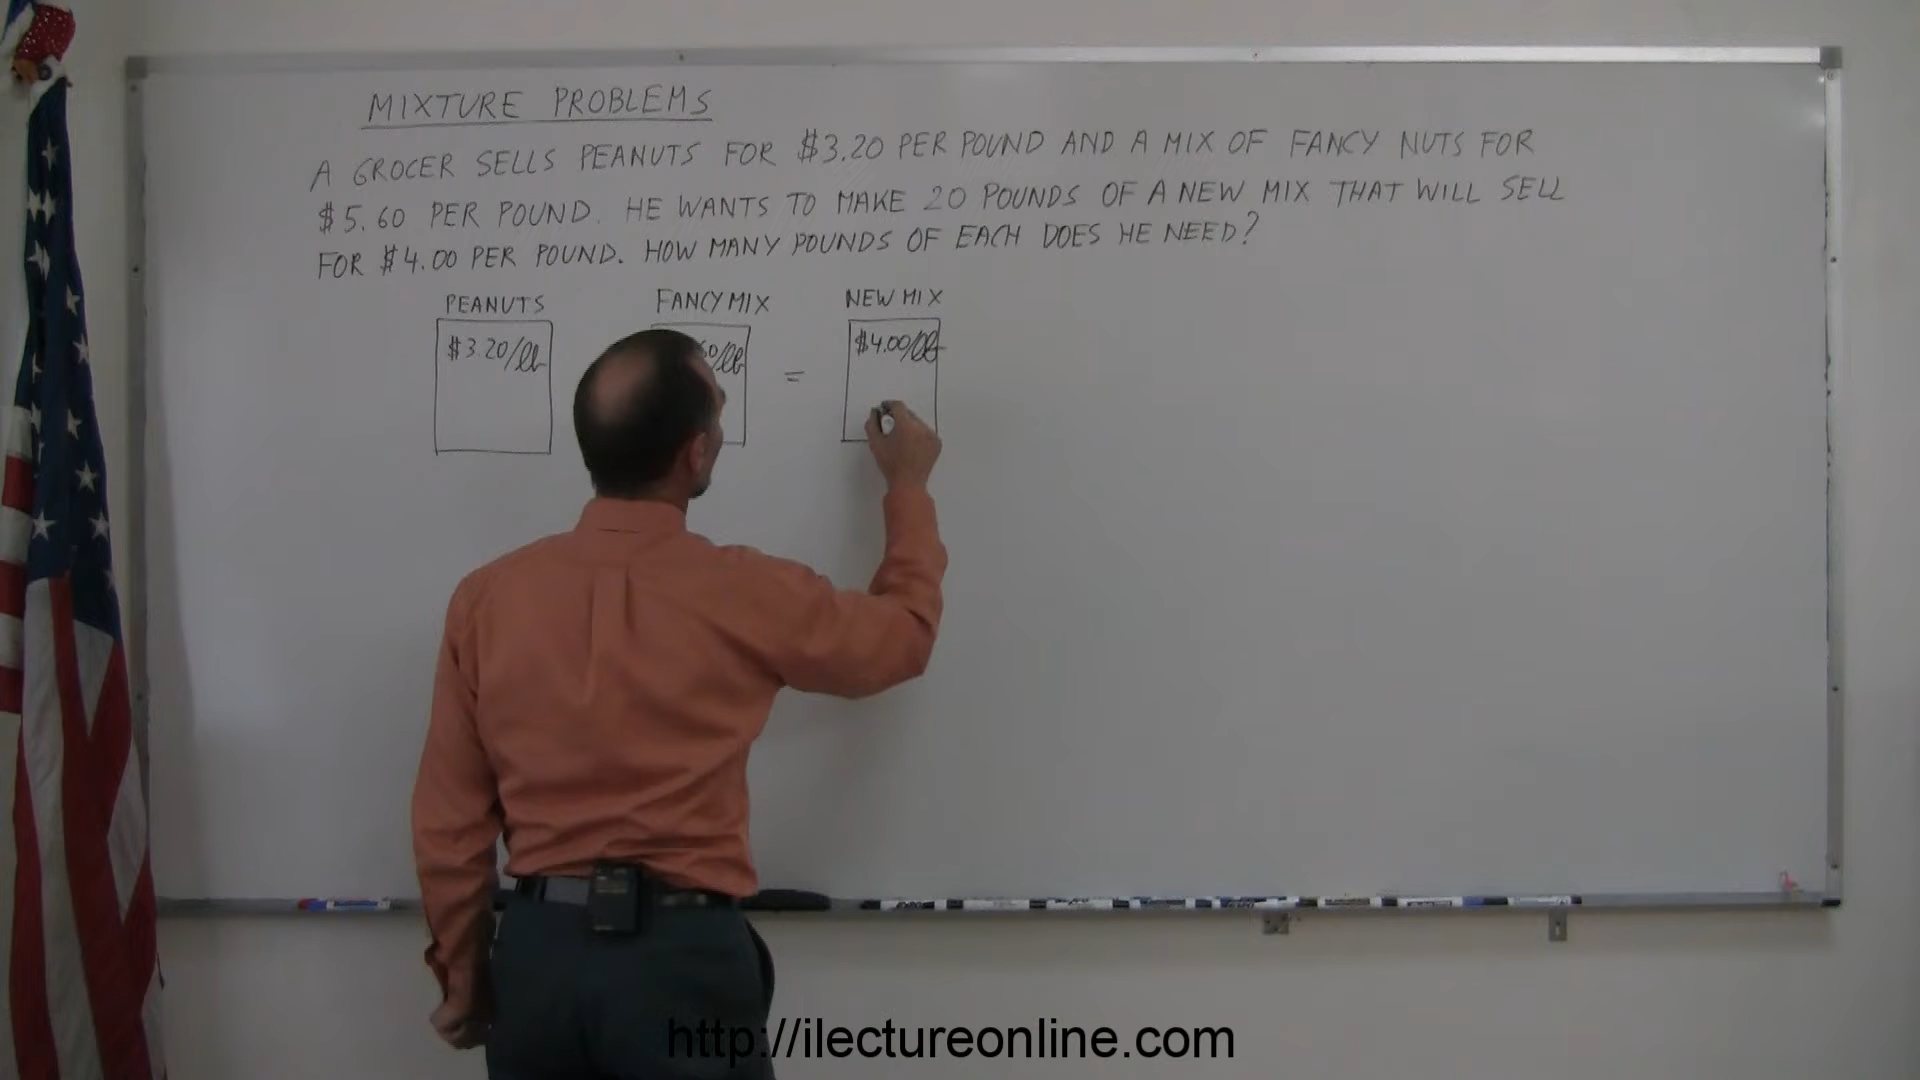 MIXTURE PROBLEMS
A GROCER SELLS PEANUTS FOR $3.20 PER POUND AND A MIX OF FANCY NUTS FOR
$5.60 PER POUND. HE WANTS TO MAKE 20 POUNDS OF A NEW MIX THAT WILL SELL
FOR $4.00 PER POUND. HOW MANY POUNDS OF EACH DOES HE NEED?
PEANUTS FANCY MIX NEW MIX
$3.20/lb 60/lb = $4.00/lb
http://ilectureonline.com